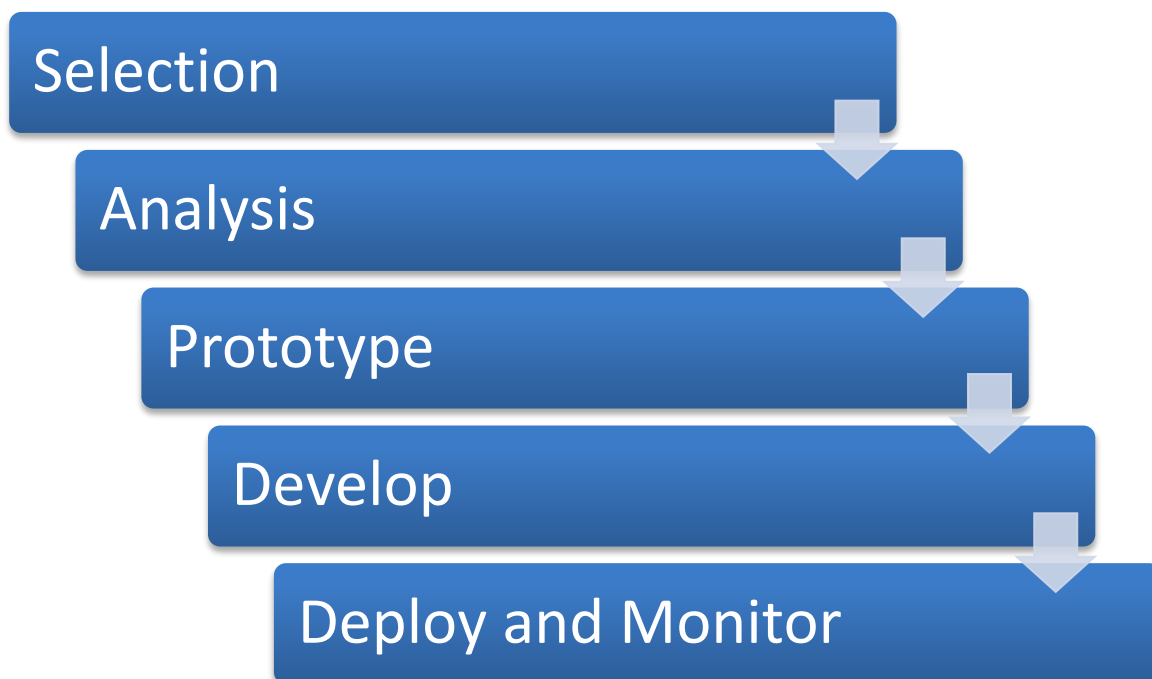 Selection
Analysis
Prototype
Develop
Deploy and Monitor